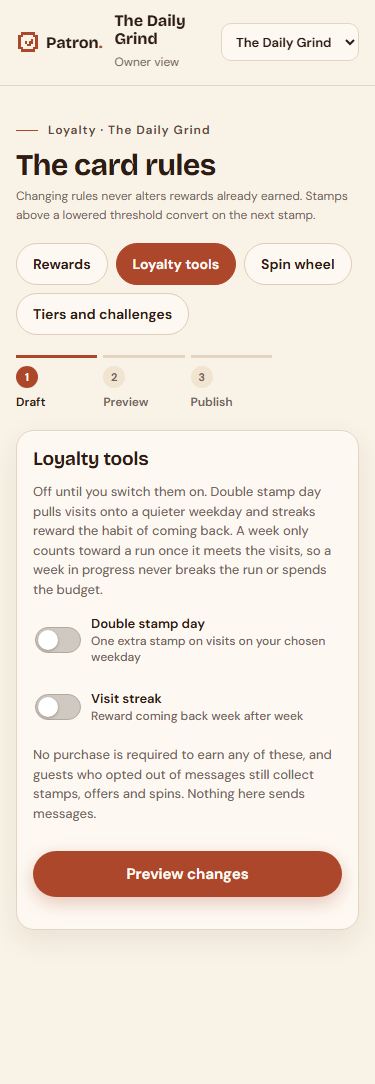 Patron.
The Daily
Grind
Owner view
The Daily Grind
Loyalty · The Daily Grind
The card rules
Changing rules never alters rewards already earned. Stamps
above a lowered threshold convert on the next stamp.
Rewards
Loyalty tools
Spin wheel
Tiers and challenges
1
2
3
Draft
Preview
Publish
Loyalty tools
Off until you switch them on. Double stamp day
pulls visits onto a quieter weekday and streaks
reward the habit of coming back. A week only
counts toward a run once it meets the visits, so a
week in progress never breaks the run or spends
the budget.
Double stamp day
One extra stamp on visits on your chosen
weekday
Visit streak
Reward coming back week after week
No purchase is required to earn any of these, and
guests who opted out of messages still collect
stamps, offers and spins. Nothing here sends
messages.
Preview changes